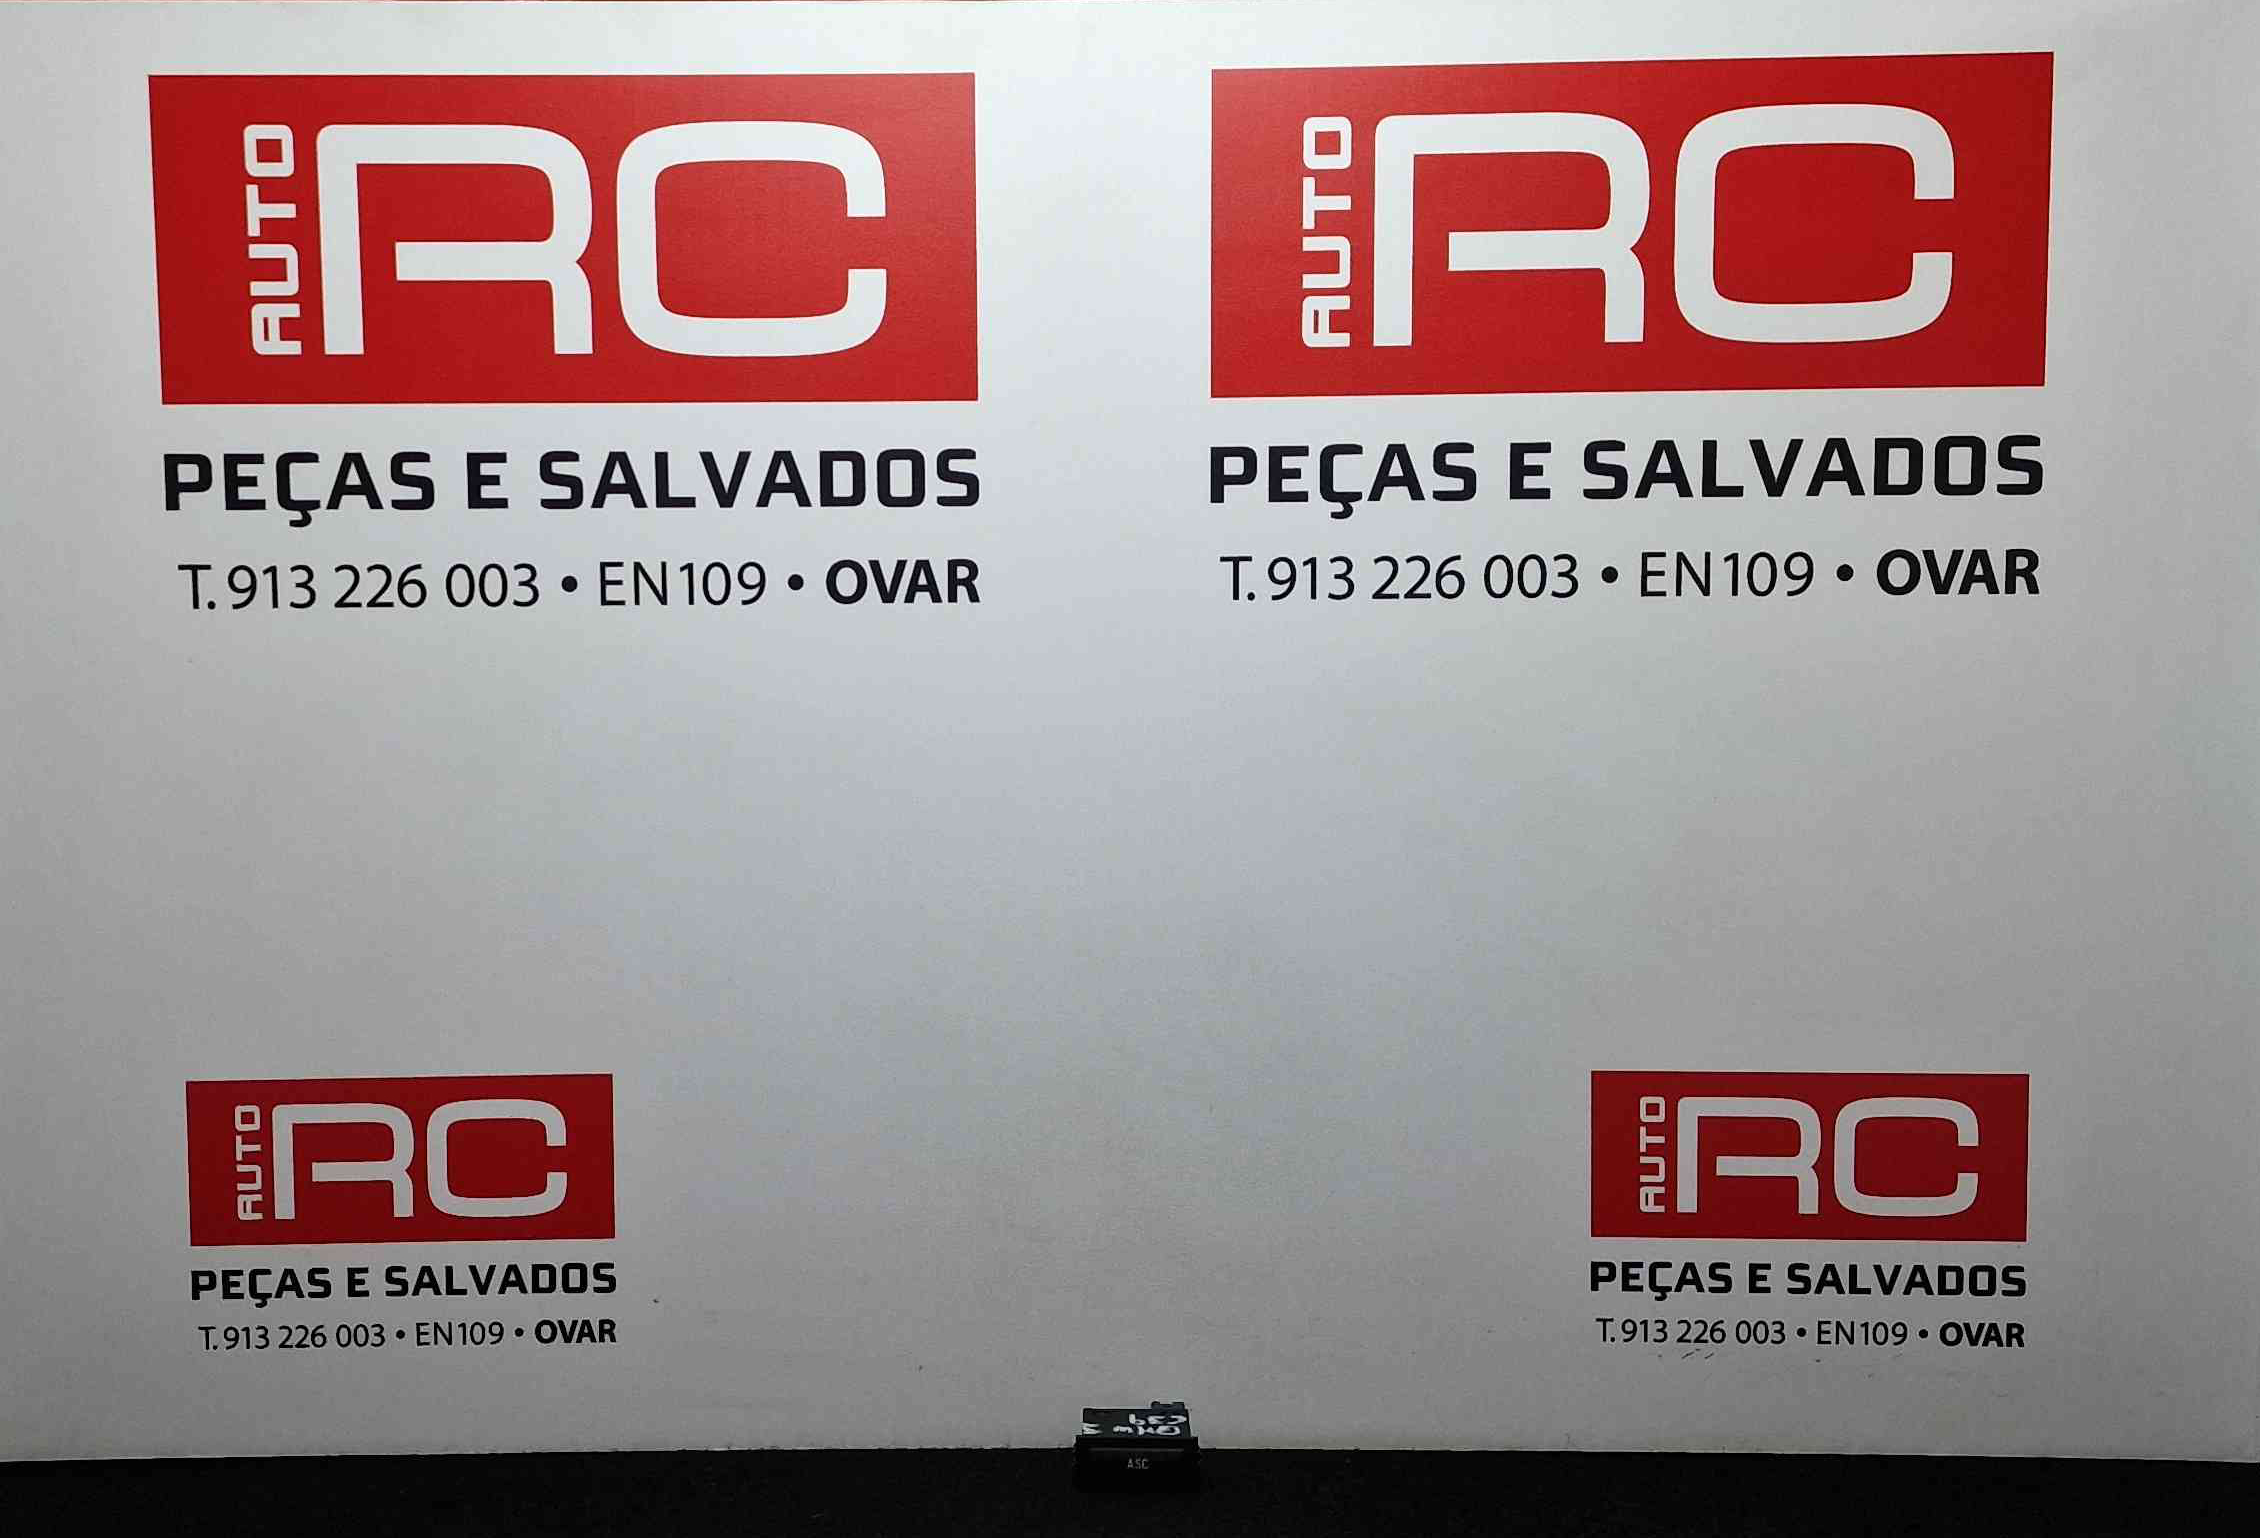 AUTO RC
PEÇAS E SALVADOS
T. 913 226 003 • EN109 • OVAR
AUTO RC
PEÇAS E SALVADOS
T. 913 226 003 • EN109 • OVAR
AUTO RC
PEÇAS E SALVADOS
T. 913 226 003 • EN109 • OVAR
AUTO RC
PEÇAS E SALVADOS
T. 913 226 003 • EN109 • OVAR
ASC